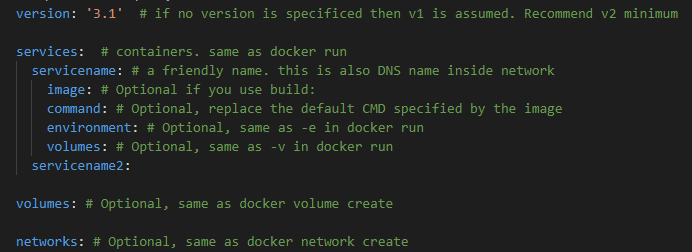 version: '3.1'  # if no version is specificed then v1 is assumed. Recommend v2 minimum
services:  # containers. same as docker run
servicename: # a friendly name. this is also DNS name inside network
image: # Optional if you use build:
command: # Optional, replace the default CMD specified by the image
environment: # Optional, same as -e in docker run
volumes: # Optional, same as -v in docker run
servicename2:
volumes: # Optional, same as docker volume create
networks: # Optional, same as docker network create